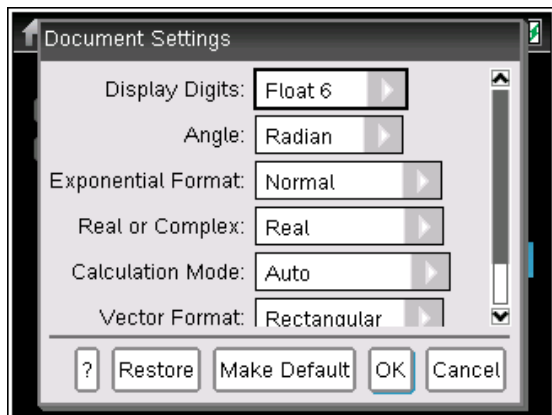 Document Settings
Display Digits: Float 6
Angle: Radian
Exponential Format: Normal
Real or Complex: Real
Calculation Mode: Auto
Vector Format: Rectangular
? Restore Make Default OK Cancel